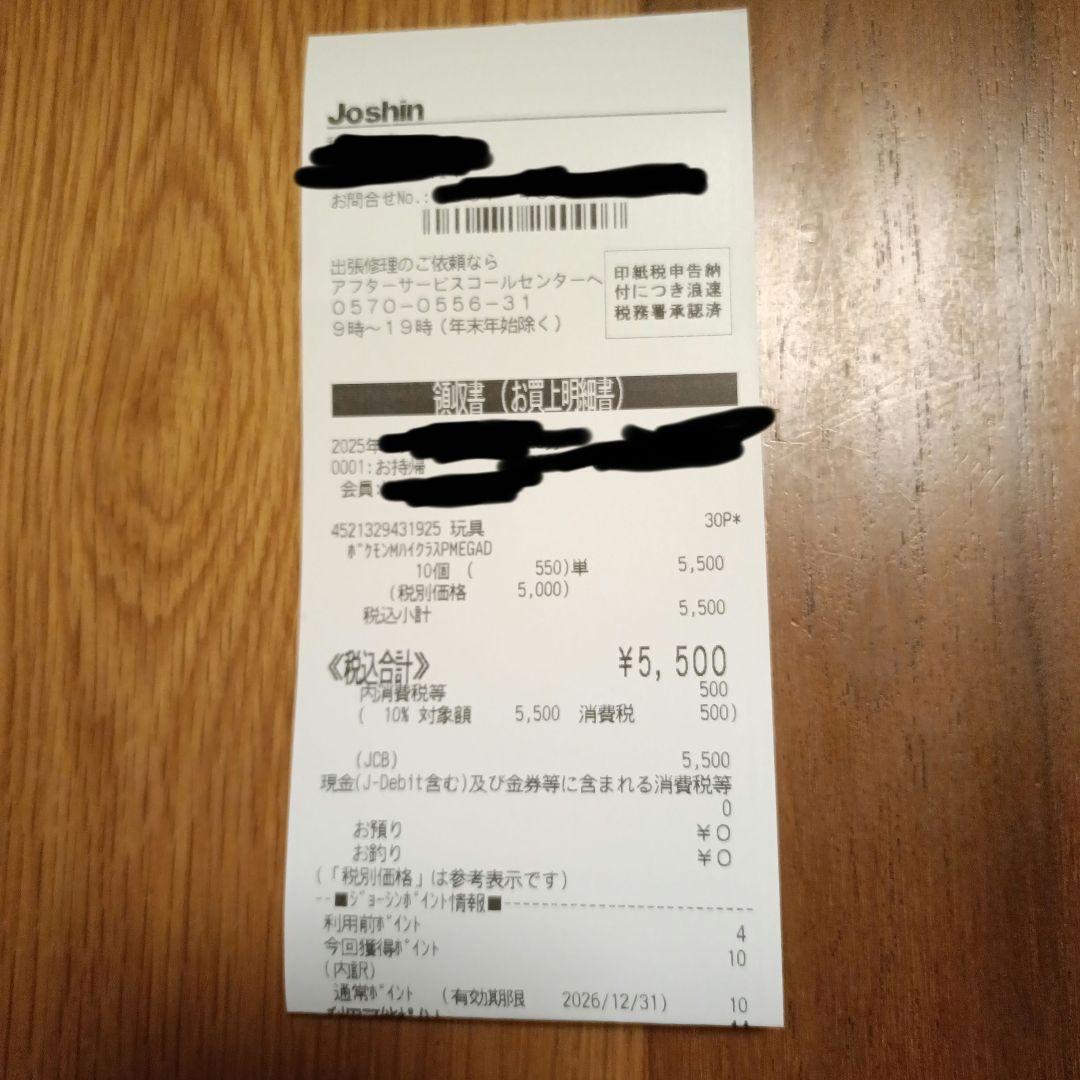 Joshin
お問合せNo.:
出張修理のご依頼なら
アフターサービスコールセンターへ
0570-0556-31
9時～19時(年末年始除く)
印紙税申告納
付につき浪速
税務署承認済
領収書 (お買上明細書)
2025年
0001:お持帰
会員:
4521329431925 玩具 30P*
ﾎﾟｹﾓﾝMﾊｲｸﾗｽPMEGAD
10個 ( 550)単 5,500
(税別価格 5,000)
税込小計 5,500
《税込合計》 ¥5,500
内消費税等 500
( 10% 対象額 5,500 消費税 500)
(JCB) 5,500
現金(J-Debit含む)及び金券等に含まれる消費税等
0
お預り ¥0
お釣り ¥0
(「税別価格」は参考表示です)
--■ｼﾞｮｰｼﾝﾎﾟｲﾝﾄ情報■--------------------
利用前ﾎﾟｲﾝﾄ 4
今回獲得ﾎﾟｲﾝﾄ 10
(内訳)
通常ﾎﾟｲﾝﾄ (有効期限 2026/12/31) 10